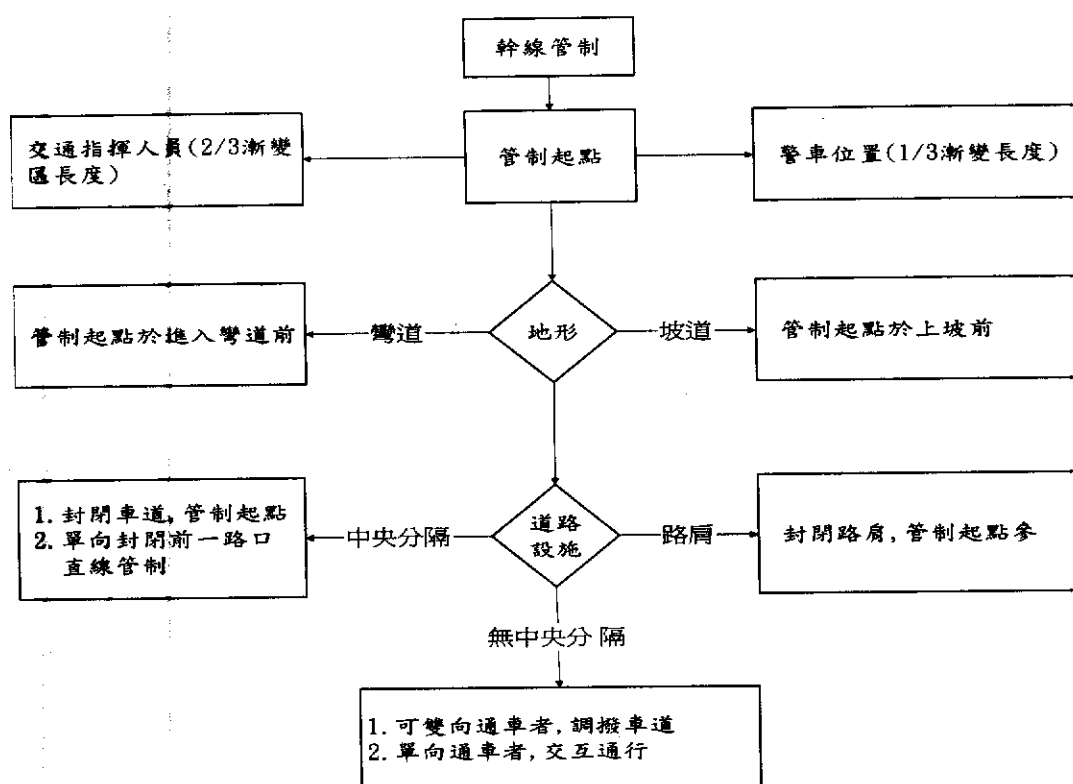 幹線管制
交通指揮人員(2/3漸變
區長度)
管制起點
警車位置(1/3漸變長度)
管制起點於進入彎道前
彎道
地形
坡道
管制起點於上坡前
1. 封閉車道, 管制起點
2. 單向封閉前一路口
直線管制
中央分隔
道路
設施
路肩
封閉路肩, 管制起點參
無中央分隔
1. 可雙向通車者, 調撥車道
2. 單向通車者, 交互通行